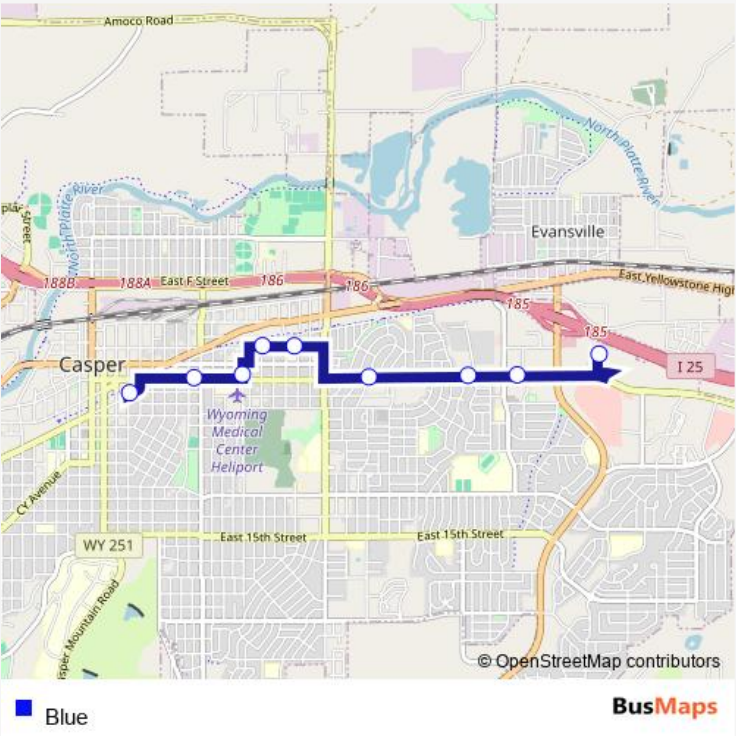 Amoco Road
North Platte River
North Platte River
Street
Evansville
188B
188A
East F Street
186
186
East Yellowstone High
185
185
Casper
I 25
Wyoming
Medical
Center
Heliport
CY Avenue
East 15th Street
East 15th Street
WY 251
asper Mountain Road
© OpenStreetMap contributors
Blue
BusMaps